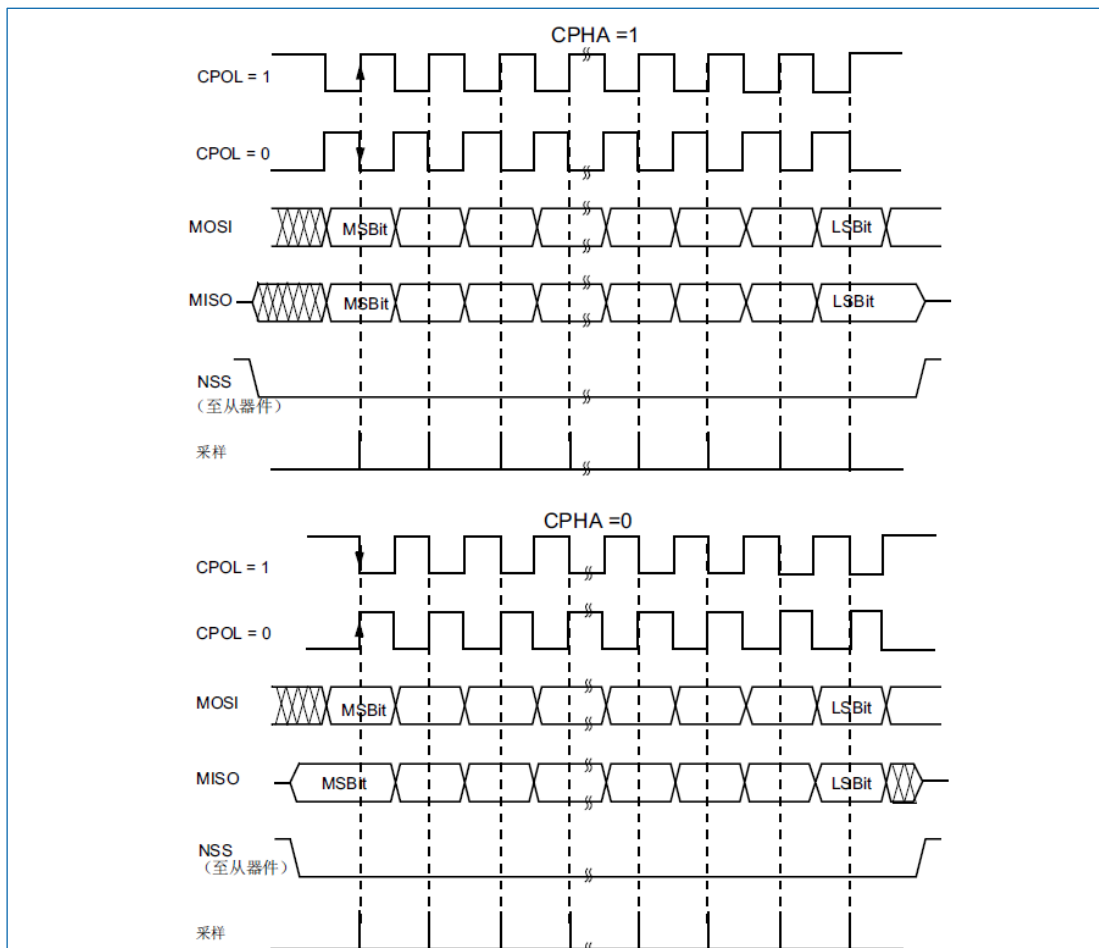 CPHA =1
CPOL = 1
CPOL = 0
MOSI MSBit LSBit
MISO MSBit LSBit
NSS
（至从器件）
采样
CPHA =0
CPOL = 1
CPOL = 0
MOSI MSBit LSBit
MISO MSBit LSBit
NSS
（至从器件）
采样